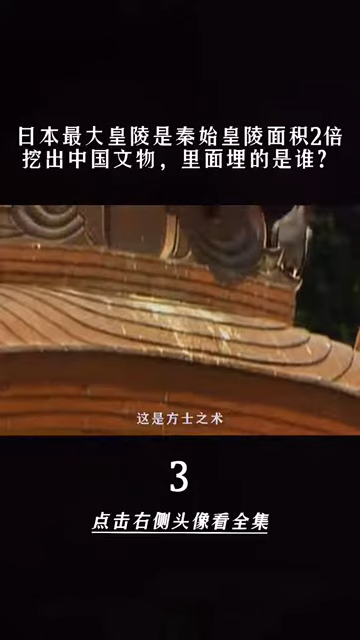 日本最大皇陵是秦始皇陵面积2倍
挖出中国文物，里面埋的是谁？
这是方士之术
3
点击右侧头像看全集